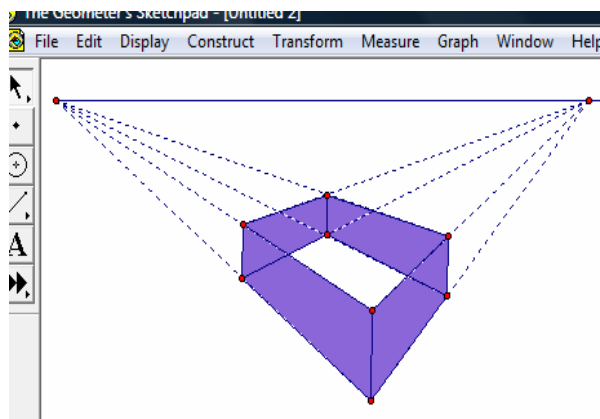 The Geometer's Sketchpad - [Untitled 2]
File Edit Display Construct Transform Measure Graph Window Help
A